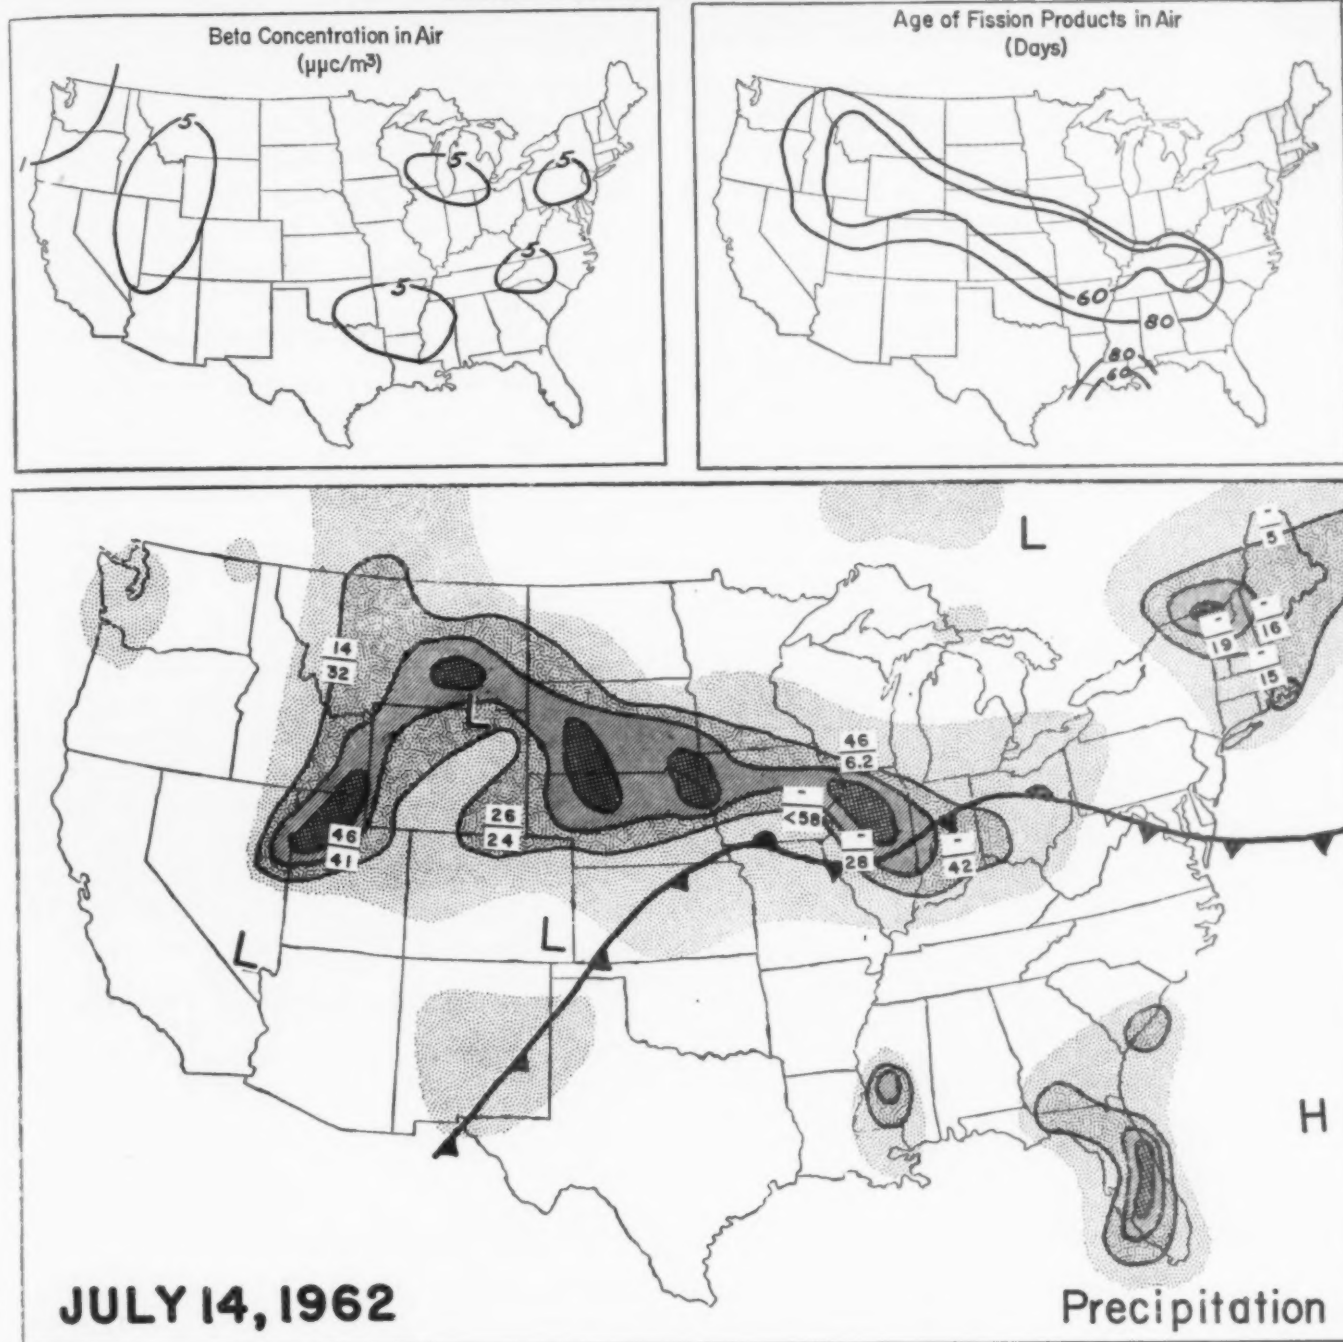 Beta Concentration in Air
(μμc/m³)
1
5
5
5
5
5
Age of Fission Products in Air
(Days)
60
80
80
60
L
-
5
-
19
-
16
-
15
14
32
L
46
6.2
-
<58
26
24
46
41
-
28
-
42
L
L
H
JULY 14, 1962
Precipitation